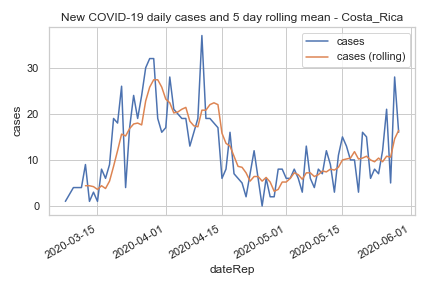 New COVID-19 daily cases and 5 day rolling mean - Costa_Rica
cases
cases (rolling)
cases
30
20
10
0
2020-03-15
2020-04-01
2020-04-15
2020-05-01
2020-05-15
2020-06-01
dateRep